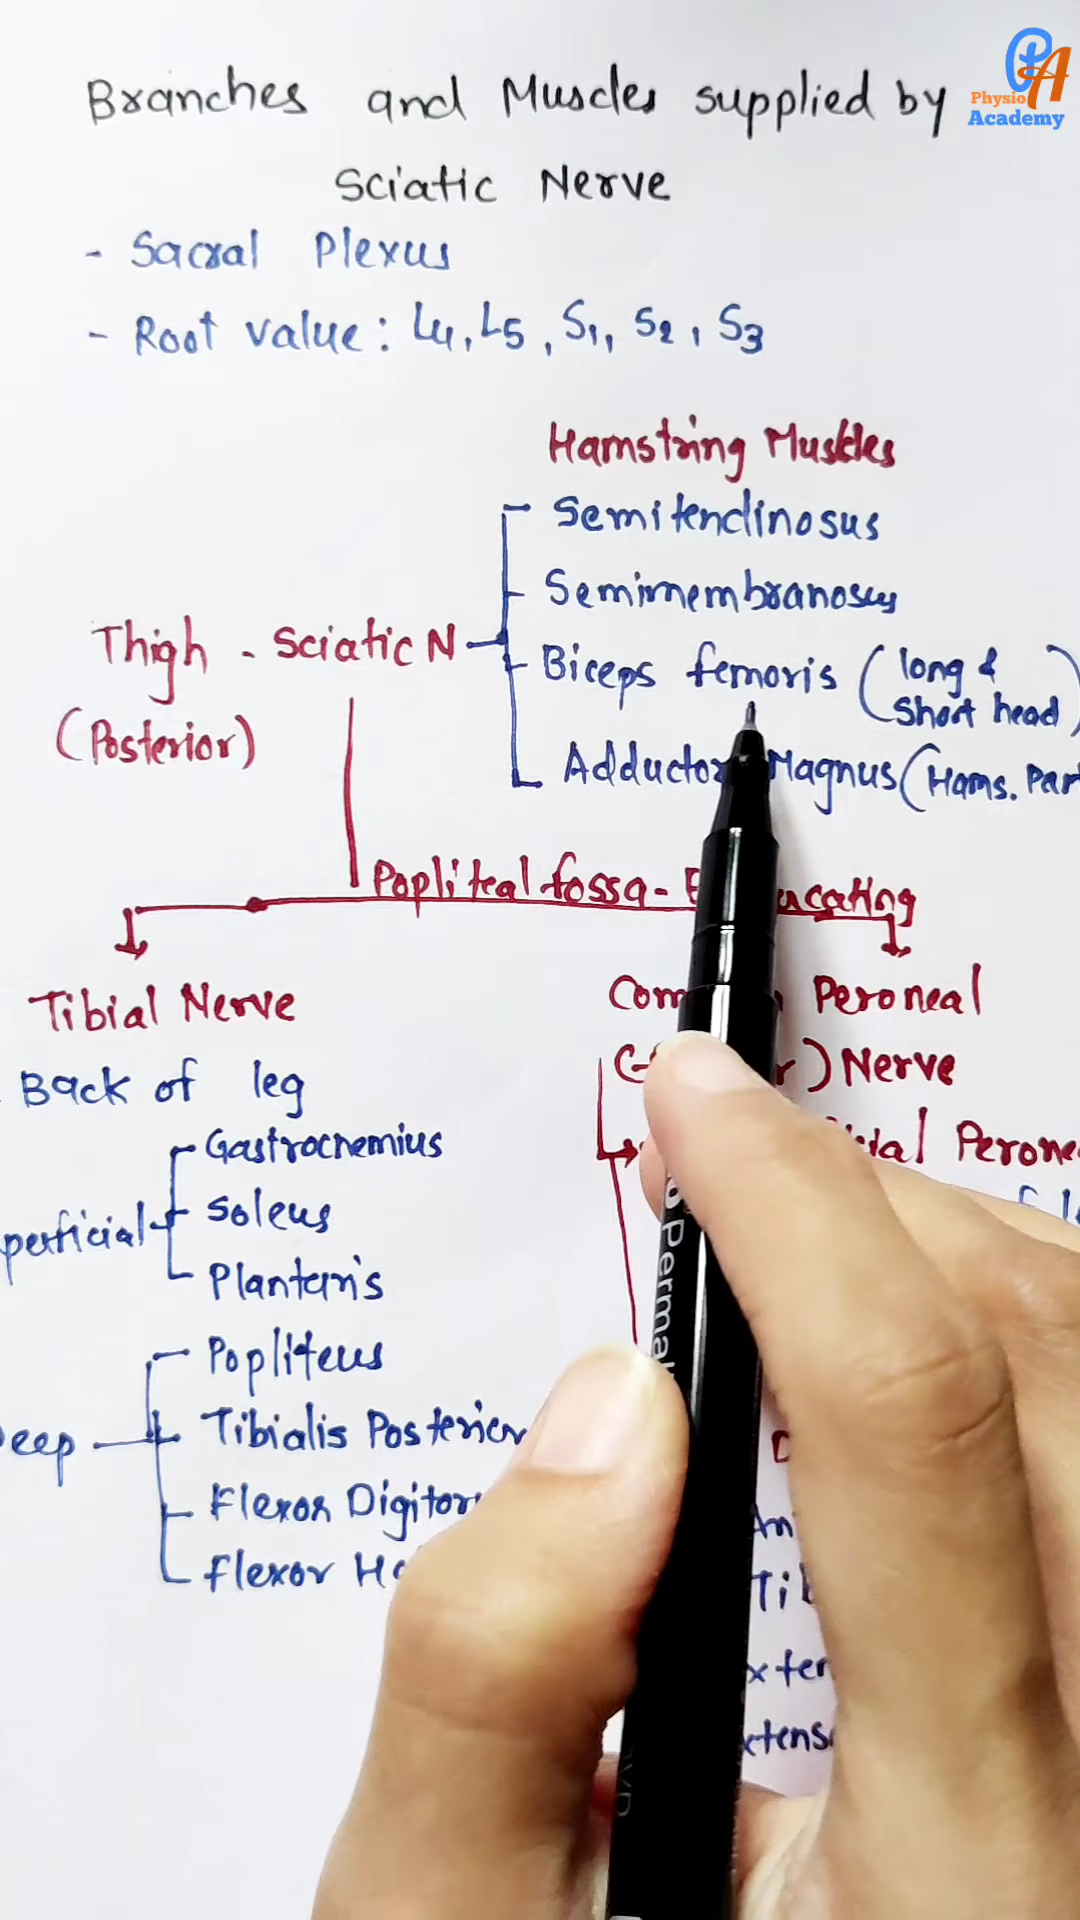 Branches and Muscles supplied by
Physio Academy
Sciatic Nerve
- Sacral Plexus
- Root value: L4, L5, S1, S2, S3
Hamstring Muscles
Semitendinosus
Semimembranosus
Thigh - Sciatic N
Biceps femoris (long & short head)
(Posterior)
Adductor Magnus (Hams. Part
Popliteal fossa -
Tibial Nerve
Peroneal
Nerve
Back of leg
Gastrocnemius
Soleus
Plantaris
Popliteus
Tibialis Posterior
Flexor
Flexor